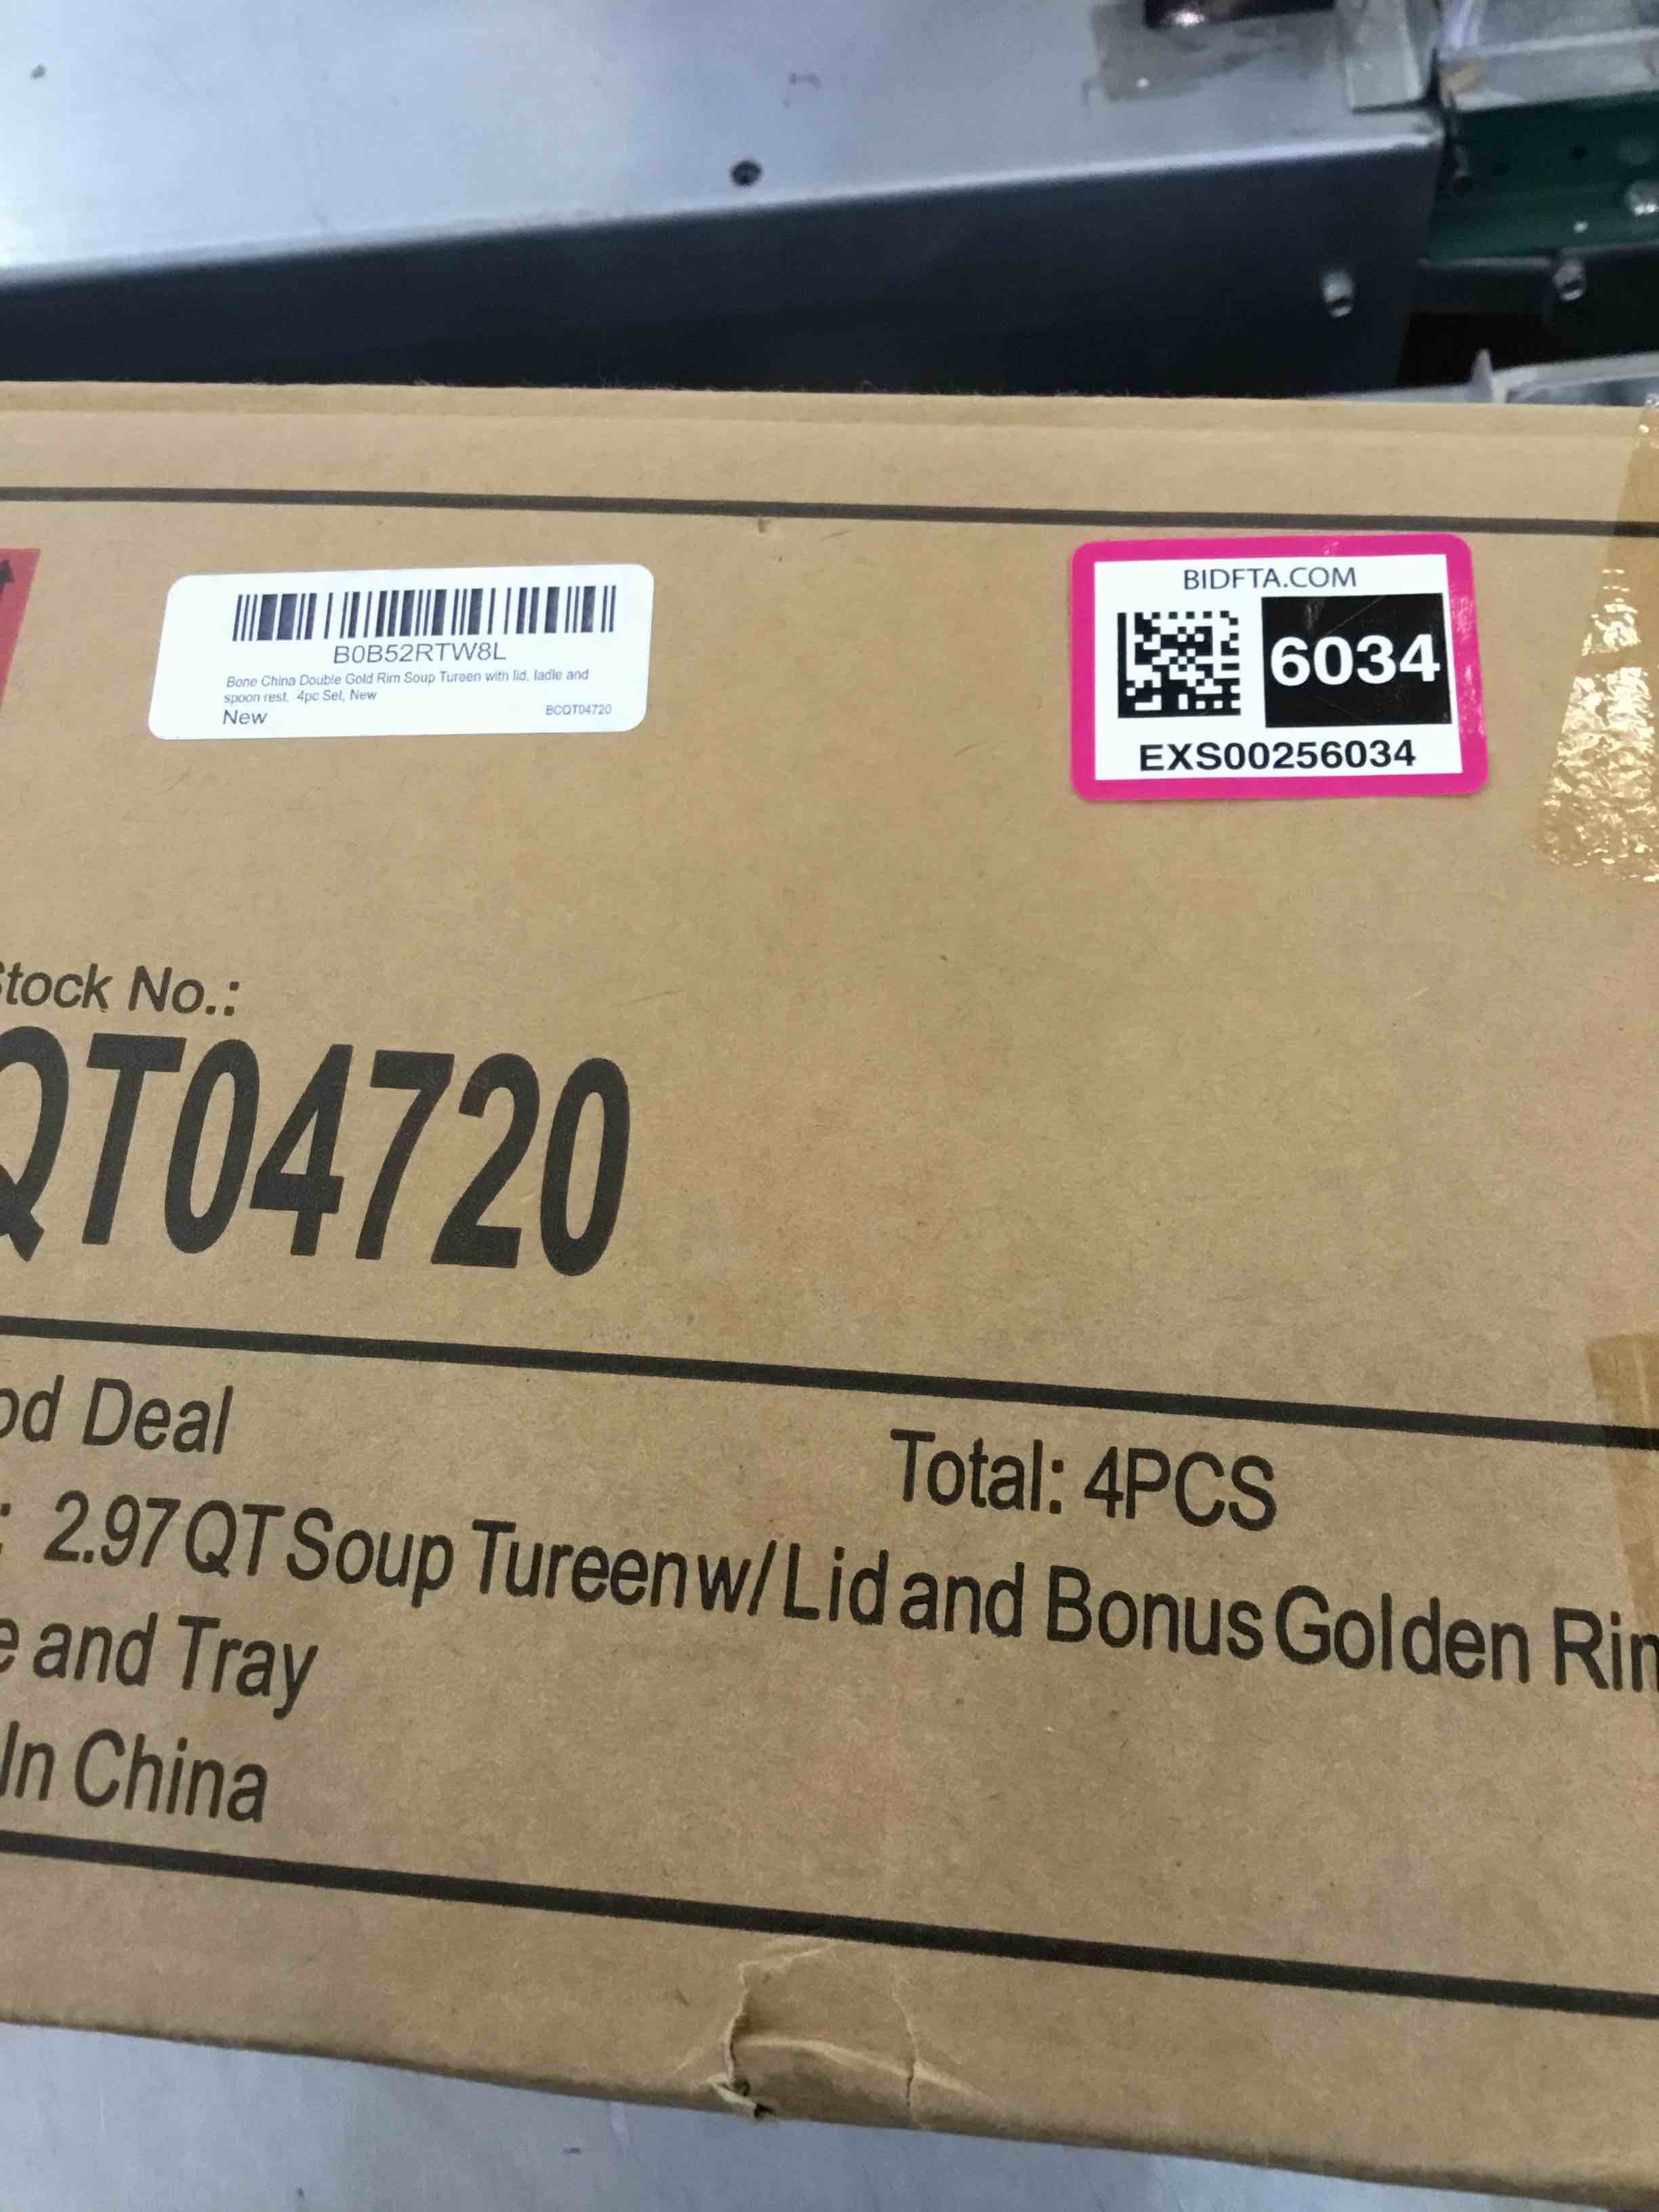 B0B52RTW8L
Bone China Double Gold Rim Soup Tureen with lid, ladle and
spoon rest, 4pc Set, New
New
BCQT04720
BIDFTA.COM
6034
EXS00256034
Stock No.:
QT04720
od Deal
Total: 4PCS
: 2.97 QT Soup Tureen w/ Lid and Bonus Golden Rim
e and Tray
In China